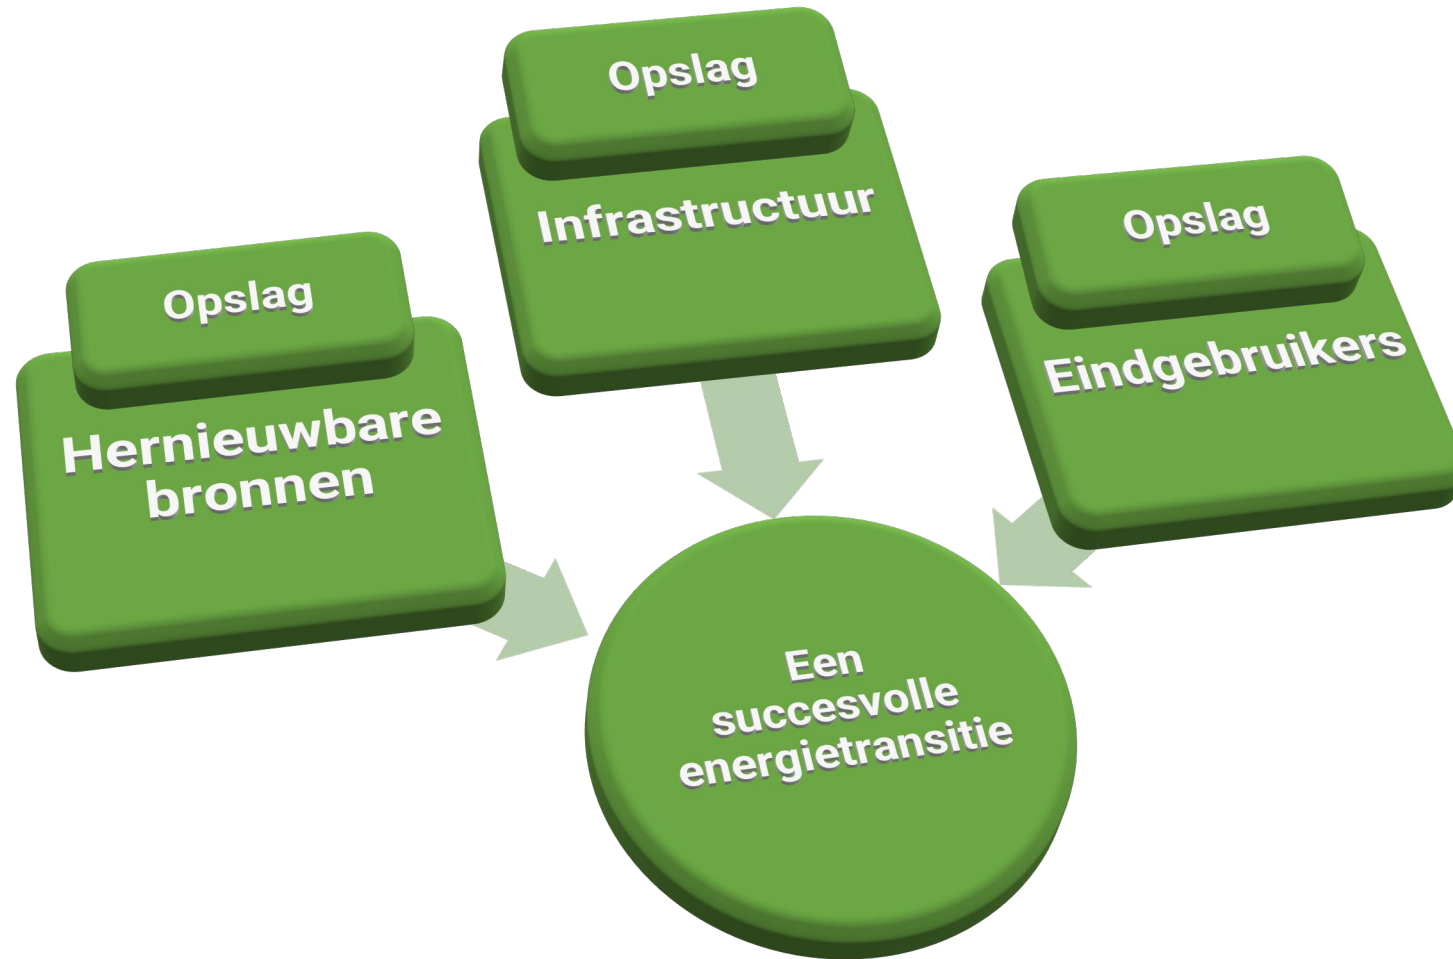 Opslag
Hernieuwbare
bronnen
Opslag
Infrastructuur
Opslag
Eindgebruikers
Een
succesvolle
energietransitie